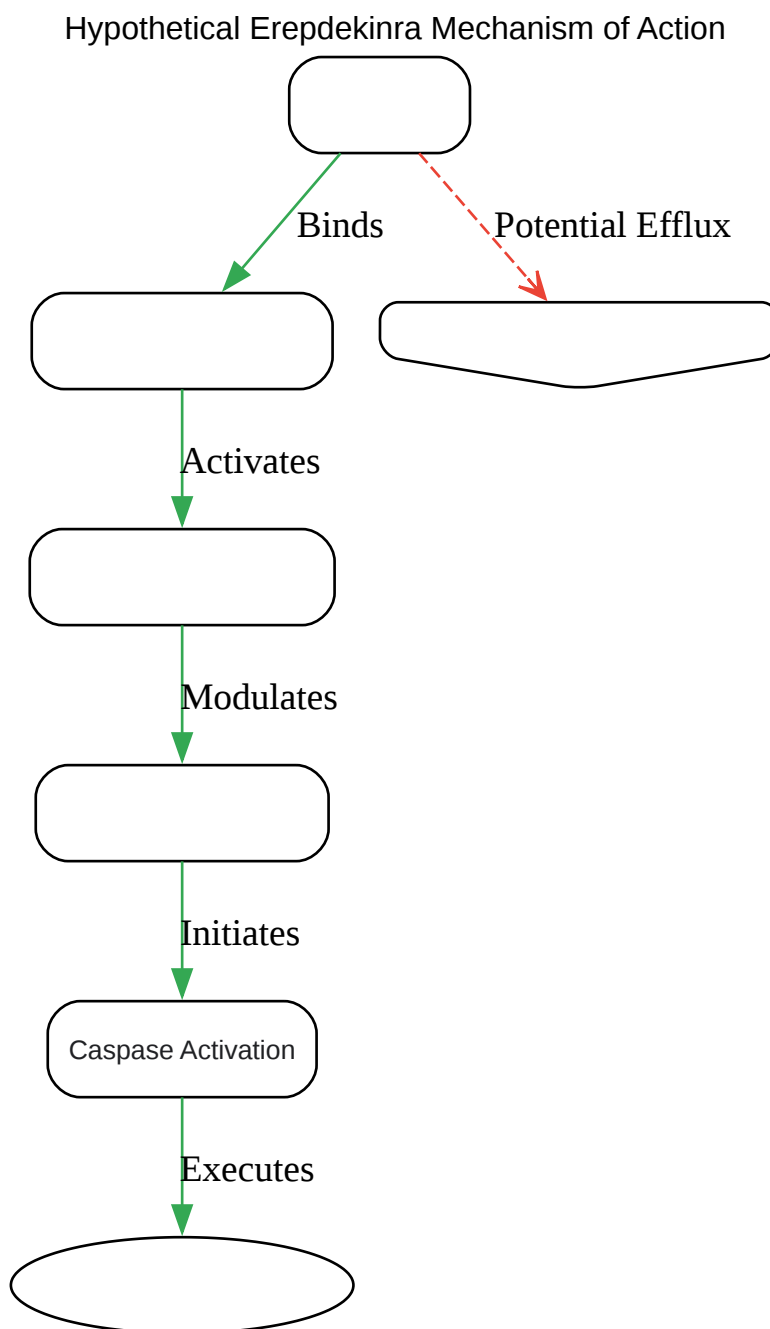 Hypothetical Erepdekinra Mechanism of Action
Binds
Potential Efflux
Activates
Modulates
Initiates
Caspase Activation
Executes